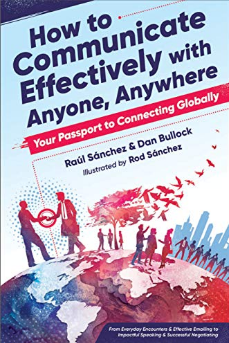 How to
Communicate
Effectively with
Anyone, Anywhere
Your Passport to Connecting Globally
Raúl Sánchez & Dan Bullock
Illustrated by Rod Sánchez
From Everyday Encounters & Effective Emailing to
Impactful Speaking & Successful Negotiating